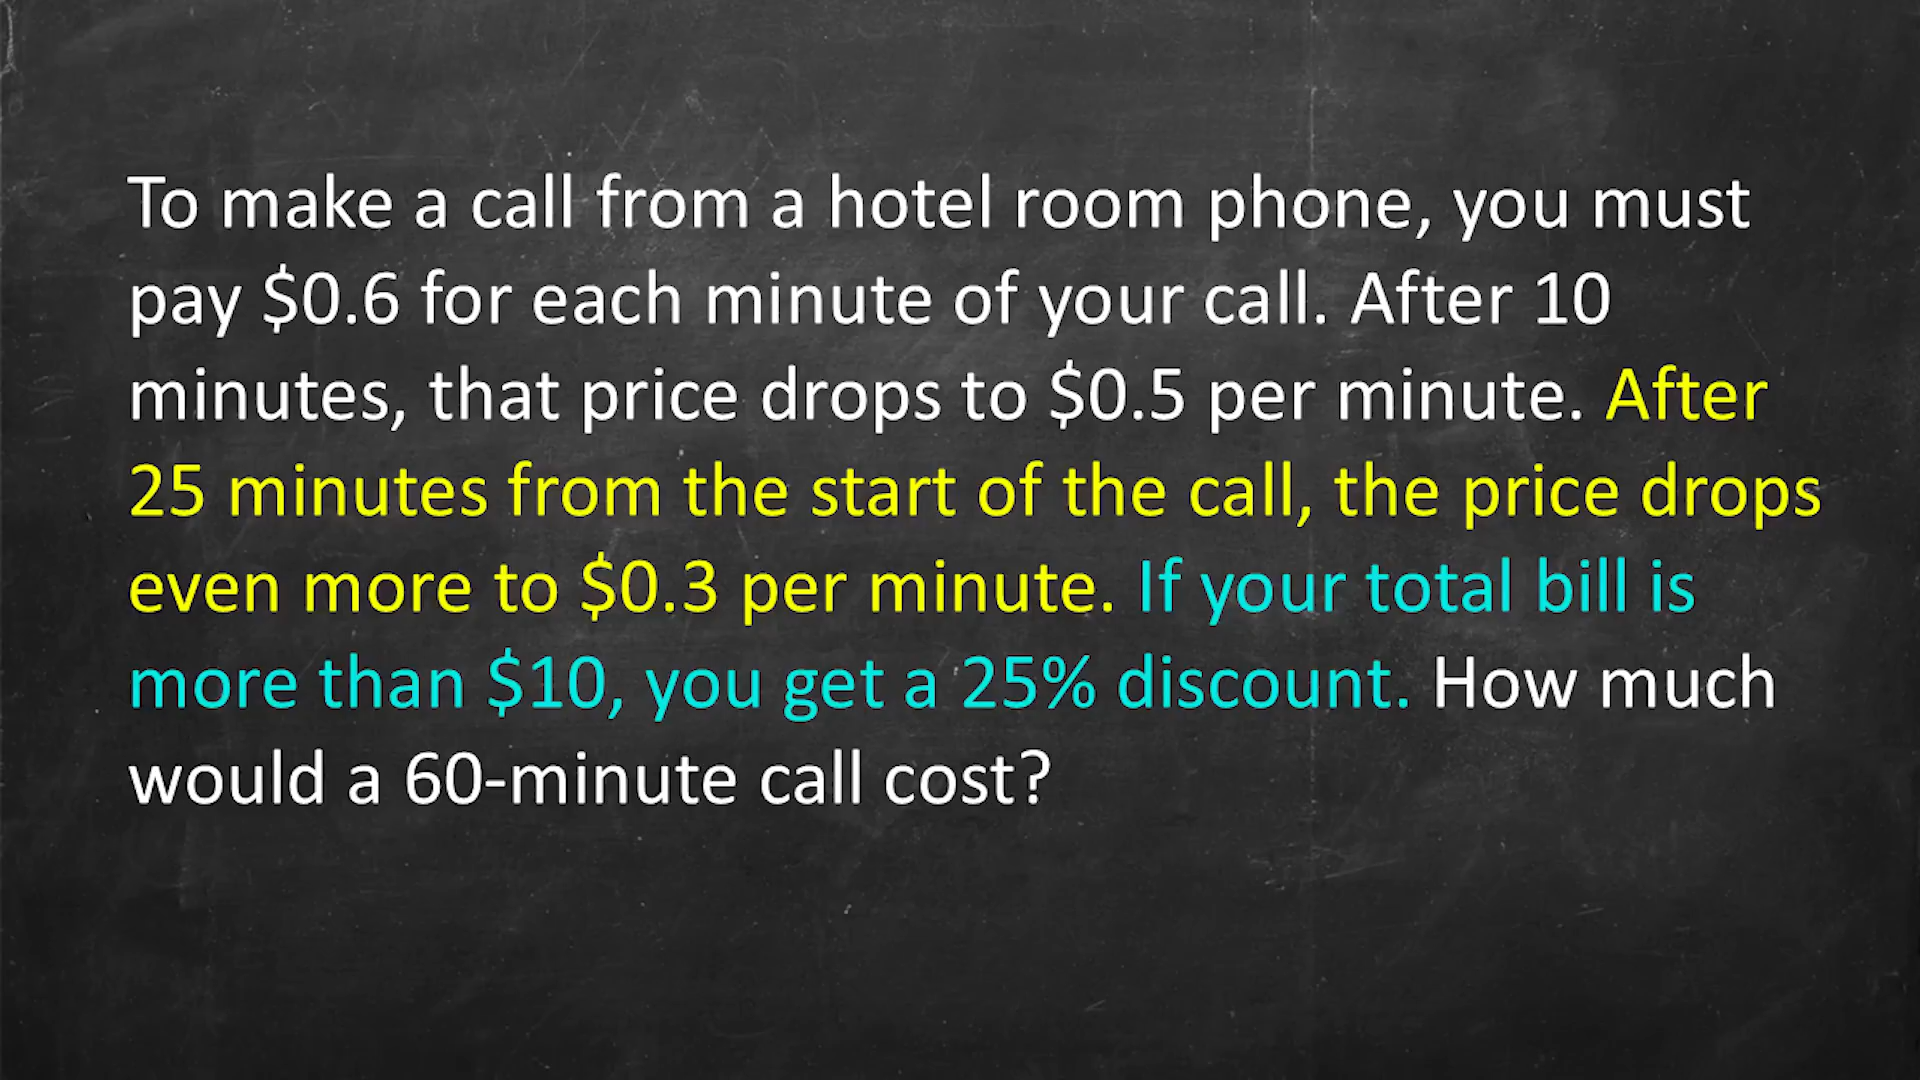 To make a call from a hotel room phone, you must
pay $0.6 for each minute of your call. After 10
minutes, that price drops to $0.5 per minute. After
25 minutes from the start of the call, the price drops
even more to $0.3 per minute. If your total bill is
more than $10, you get a 25% discount. How much
would a 60-minute call cost?